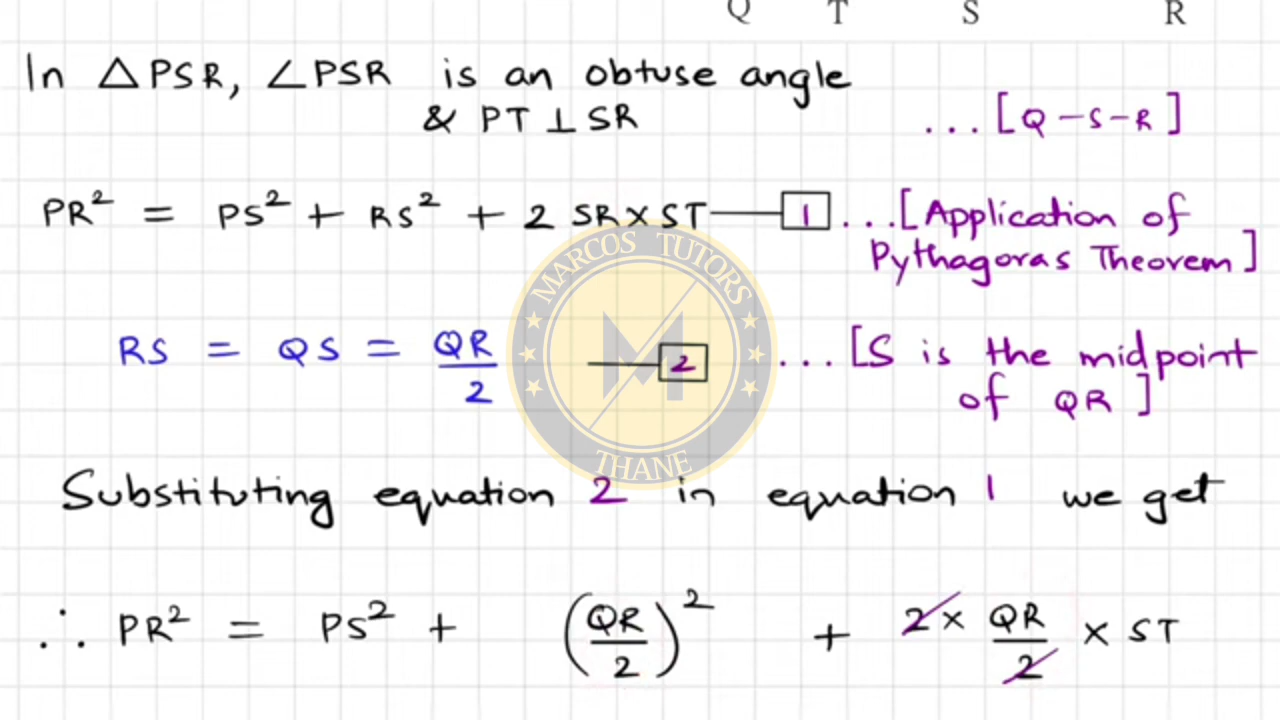 Q T S R
In △PSR, ∠PSR is an obtuse angle
& PT ⊥ SR ...[Q-S-R]
PR² = PS² + RS² + 2 SR×ST — 1 ...[Application of
Pythagoras Theorem]
MARCOS TUTORS
RS = QS = QR/2 — 2 ...[S is the midpoint
of QR]
THANE
Substituting equation 2 in equation 1 we get
∴ PR² = PS² + (QR/2)² + 2 × QR/2 × ST